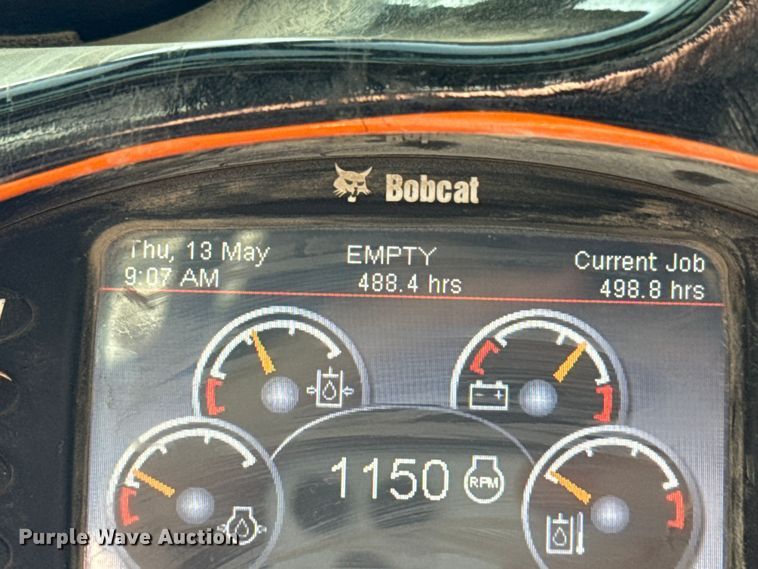 Bobcat
Thu, 13 May EMPTY Current Job
9:07 AM 488.4 hrs 498.8 hrs
1150 RPM
Purple Wave Auction